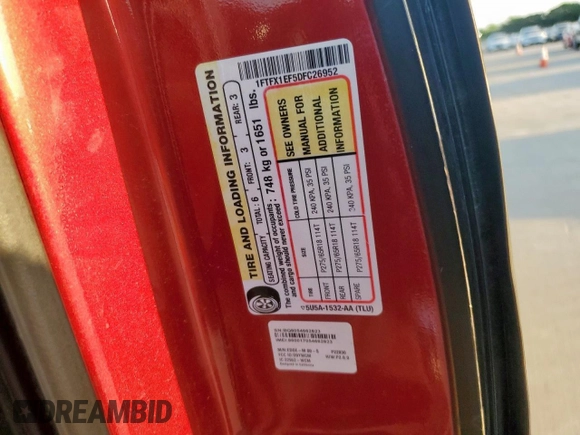 1FTFX1EF5DFC26952
TIRE AND LOADING INFORMATION
SEATING CAPACITY TOTAL: 6 FRONT: 3 REAR: 3
The combined weight of occupants and cargo should never exceed: 748 kg or 1651 lbs.
TIRE SIZE COLD TIRE PRESSURE
FRONT P275/65R18 114T 240 KPA, 35 PSI
REAR P275/65R18 114T 240 KPA, 35 PSI
SPARE P275/65R18 114T 240 KPA, 35 PSI
SEE OWNERS
MANUAL FOR
ADDITIONAL
INFORMATION
5U5A-1532-AA (TLU)
DREAMBID